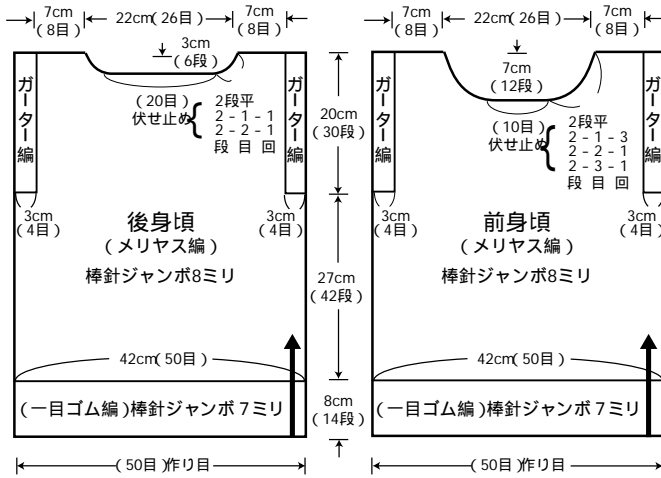 7cm
(8目)
22cm(26目)
7cm
(8目)
3cm
(6段)
(20目)
伏せ止め
2段平
2-1-1
2-2-1
段目回
ガーター編
ガーター編
3cm
(4目)
3cm
(4目)
後身頃
(メリヤス編)
棒針ジャンボ8ミリ
42cm(50目)
(一目ゴム編)棒針ジャンボ7ミリ
(50目)作り目
20cm
(30段)
27cm
(42段)
8cm
(14段)
7cm
(8目)
22cm(26目)
7cm
(8目)
7cm
(12段)
(10目)
伏せ止め
2段平
2-1-3
2-2-1
2-3-1
段目回
ガーター編
ガーター編
3cm
(4目)
3cm
(4目)
前身頃
(メリヤス編)
棒針ジャンボ8ミリ
42cm(50目)
(一目ゴム編)棒針ジャンボ7ミリ
(50目)作り目